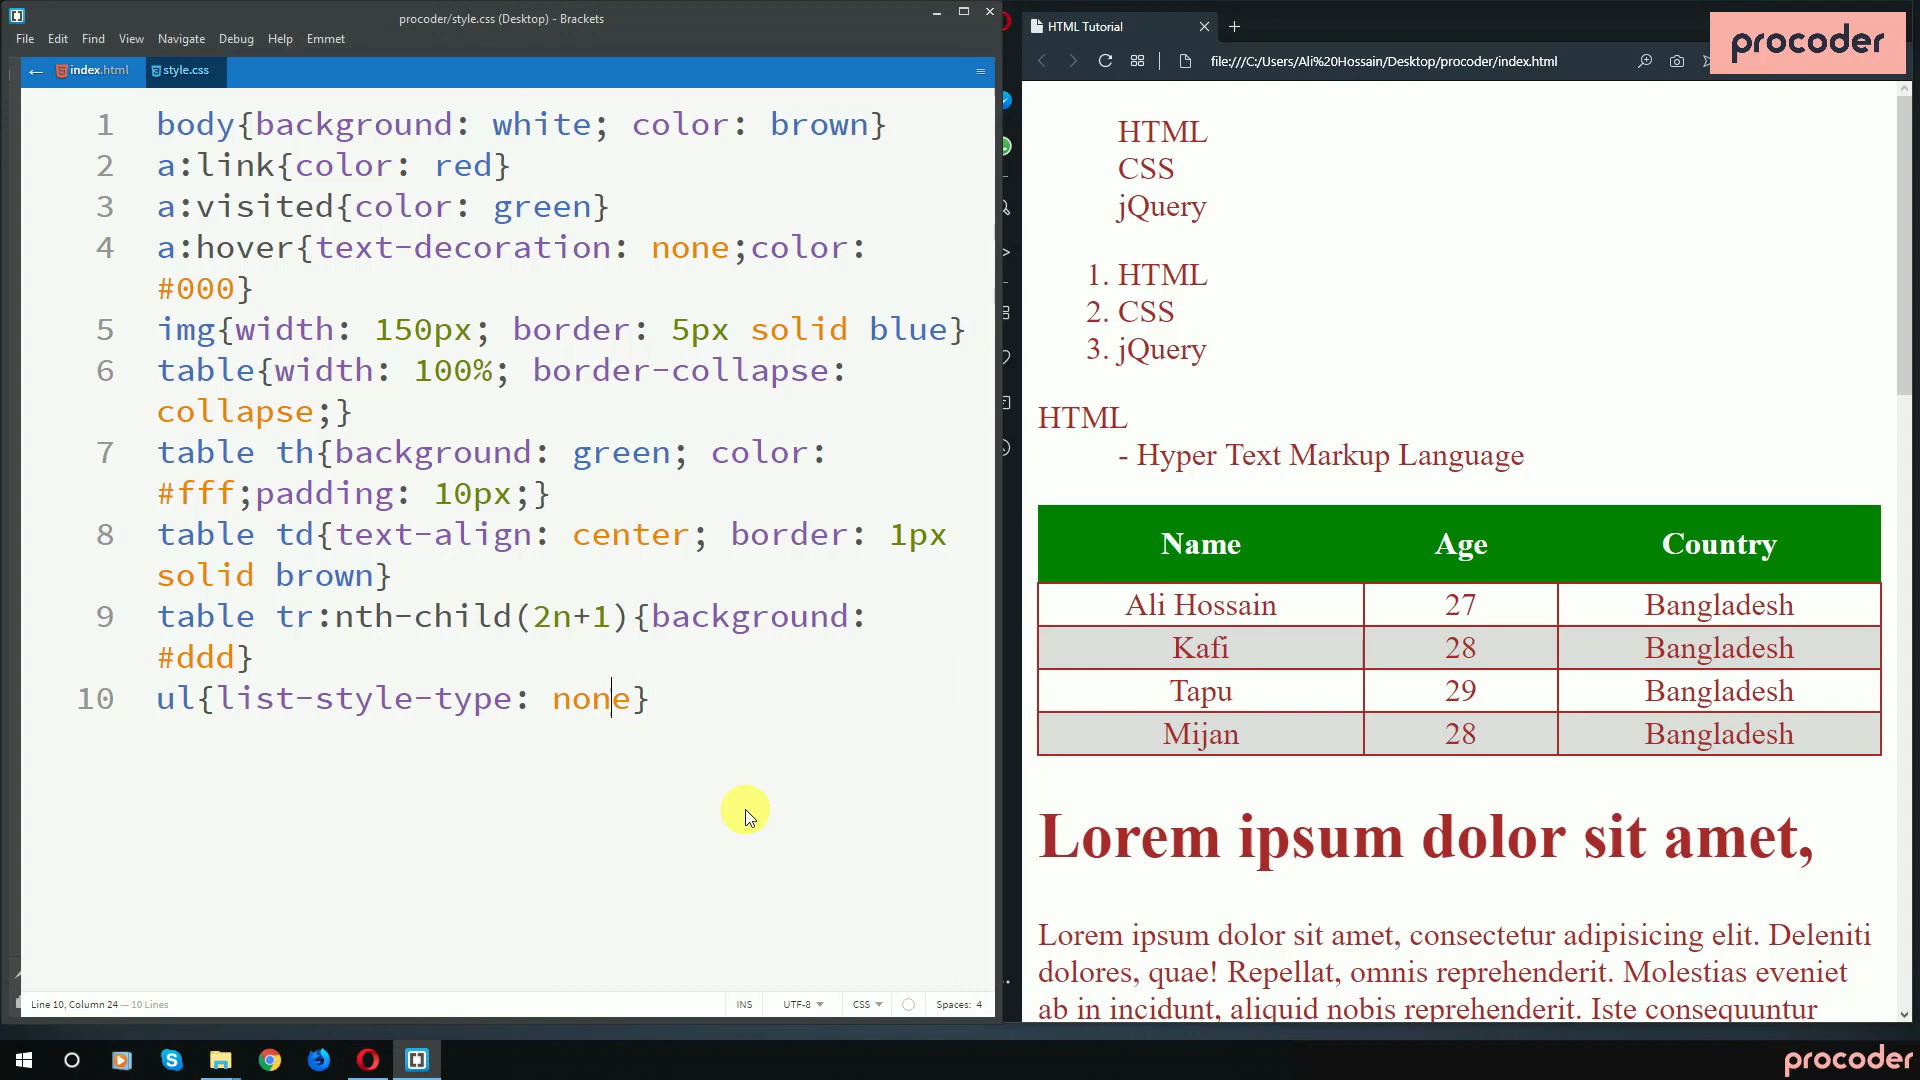 procoder/style.css (Desktop) - Brackets
File Edit Find View Navigate Debug Help Emmet
index.html style.css
1 body{background: white; color: brown}
2 a:link{color: red}
3 a:visited{color: green}
4 a:hover{text-decoration: none;color:
#000}
5 img{width: 150px; border: 5px solid blue}
6 table{width: 100%; border-collapse:
collapse;}
7 table th{background: green; color:
#fff;padding: 10px;}
8 table td{text-align: center; border: 1px
solid brown}
9 table tr:nth-child(2n+1){background:
#ddd}
10 ul{list-style-type: none}
Line 10, Column 24 — 10 Lines
INS UTF-8 CSS Spaces: 4
HTML Tutorial
file:///C:/Users/Ali%20Hossain/Desktop/procoder/index.html
procoder
HTML
CSS
jQuery
1. HTML
2. CSS
3. jQuery
HTML
- Hyper Text Markup Language
Name Age Country
Ali Hossain 27 Bangladesh
Kafi 28 Bangladesh
Tapu 29 Bangladesh
Mijan 28 Bangladesh
Lorem ipsum dolor sit amet,
Lorem ipsum dolor sit amet, consectetur adipisicing elit. Deleniti
dolores, quae! Repellat, omnis reprehenderit. Molestias eveniet
ab in incidunt, aliquid nobis reprehenderit. Iste consequuntur
procoder